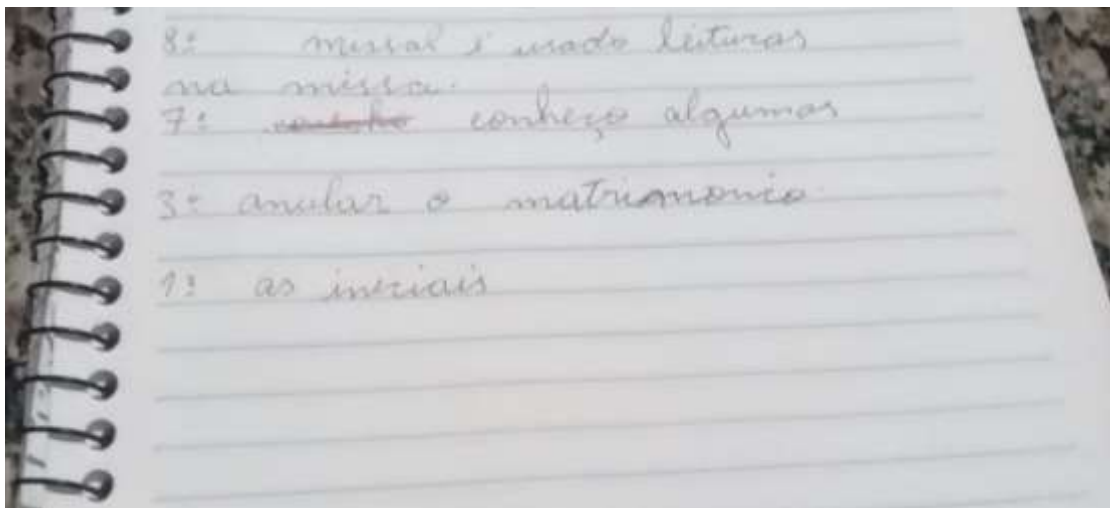 8: missal é usado leituras
na missa.
7: conheço algumas
3: anular o matrimonio.
1: as iniciais